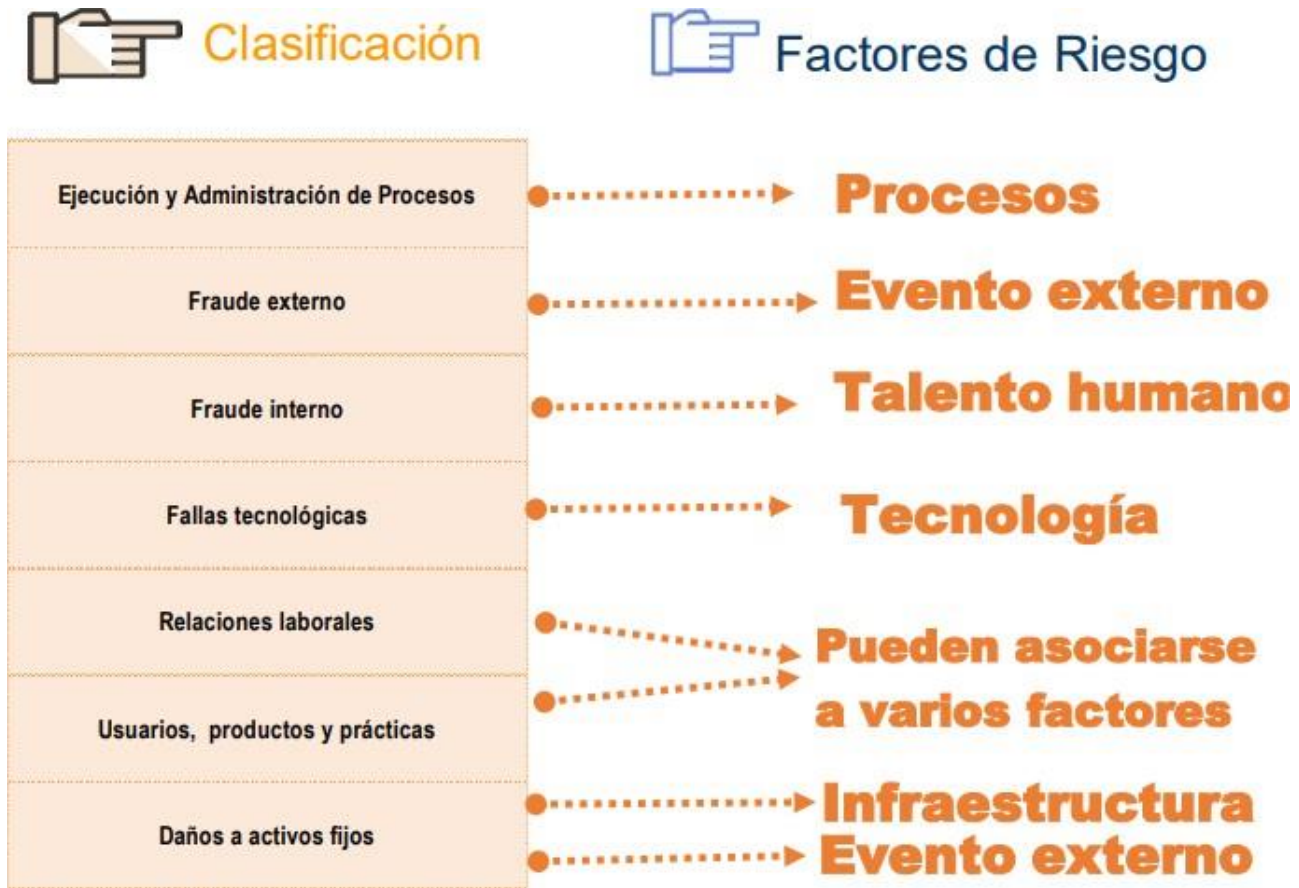 Clasificación
Factores de Riesgo
Ejecución y Administración de Procesos
Procesos
Fraude externo
Evento externo
Fraude interno
Talento humano
Fallas tecnológicas
Tecnología
Relaciones laborales
Pueden asociarse
a varios factores
Usuarios, productos y prácticas
Daños a activos fijos
Infraestructura
Evento externo